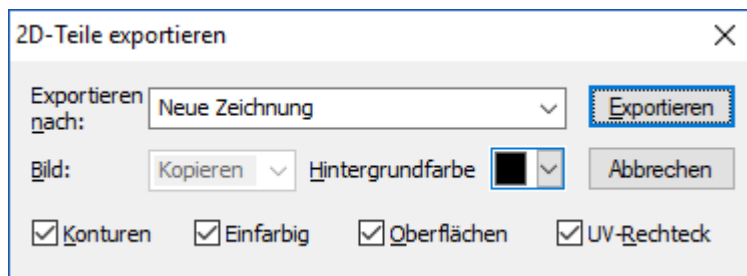 2D-Teile exportieren
Exportieren nach: Neue Zeichnung Exportieren
Bild: Kopieren Hintergrundfarbe Abbrechen
Konturen Einfarbig Oberflächen UV-Rechteck